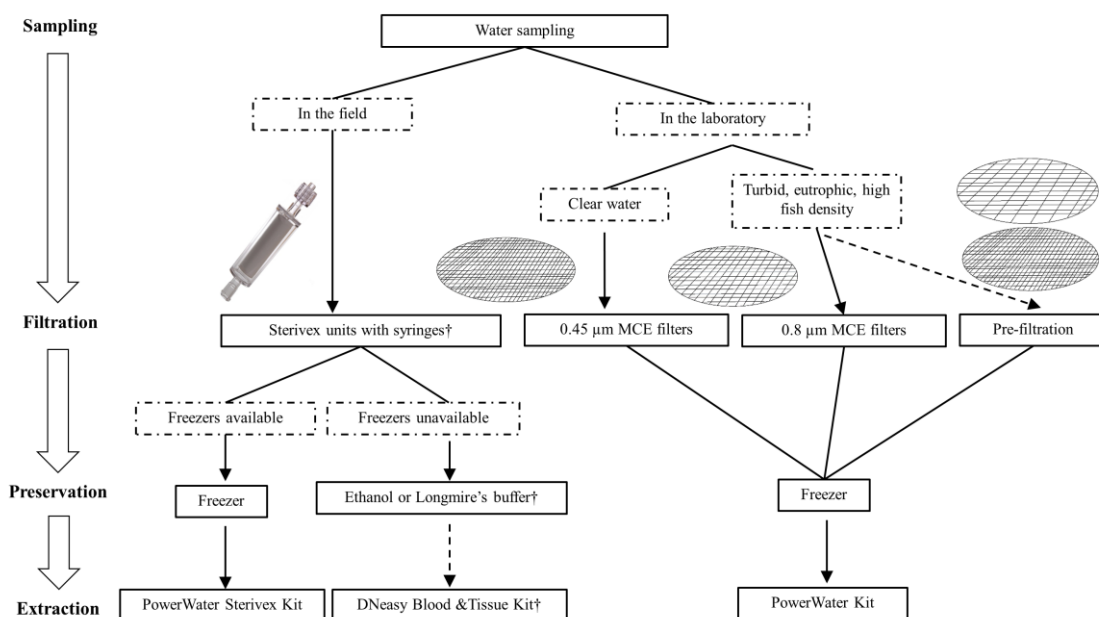 Sampling
Water sampling
In the field
In the laboratory
Clear water
Turbid, eutrophic, high
fish density
Filtration
Sterivex units with syringes†
0.45 µm MCE filters
0.8 µm MCE filters
Pre-filtration
Freezers available
Freezers unavailable
Preservation
Freezer
Ethanol or Longmire's buffer†
Freezer
Extraction
PowerWater Sterivex Kit
DNeasy Blood &Tissue Kit†
PowerWater Kit